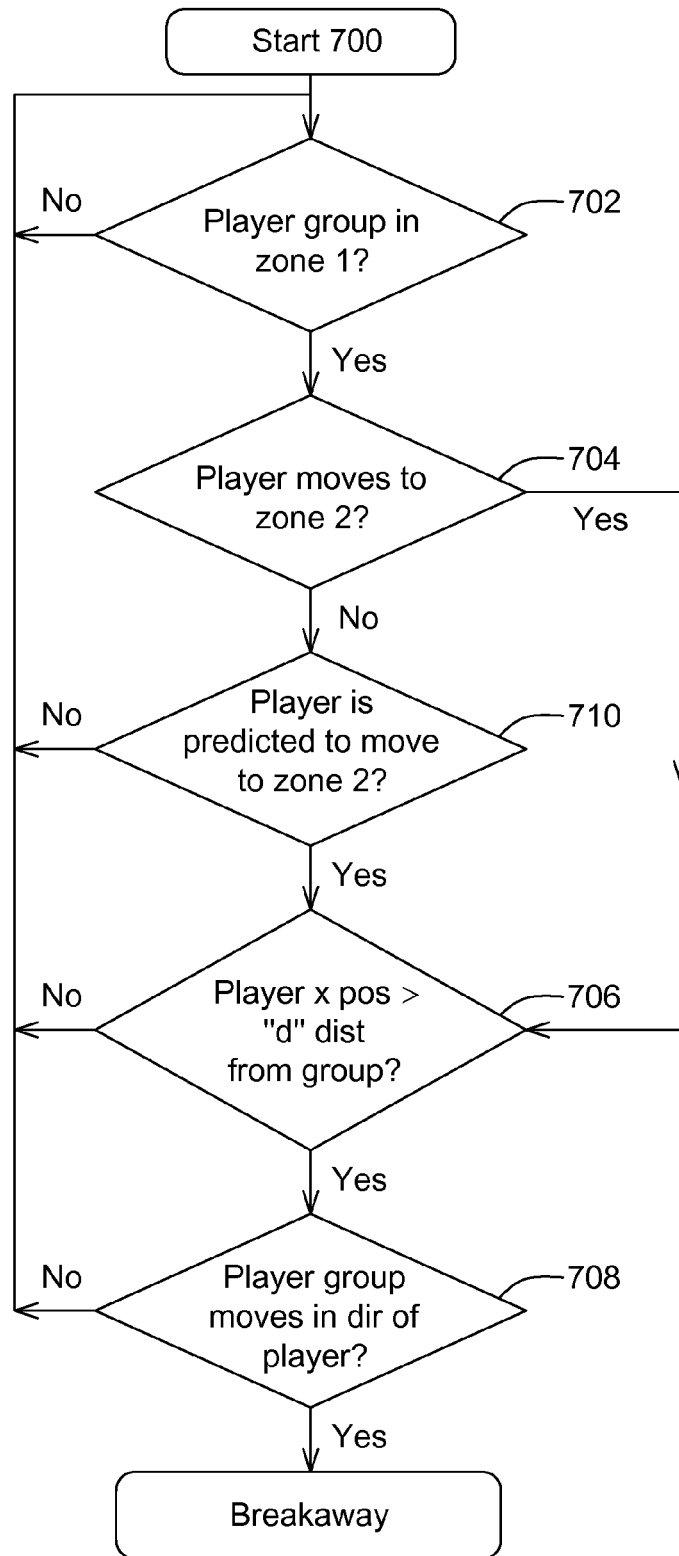 Start 700
No
702
Player group in
zone 1?
Yes
704
Player moves to
zone 2?
Yes
No
No
710
Player is
predicted to move
to zone 2?
Yes
No
706
Player x pos >
"d" dist
from group?
Yes
No
708
Player group
moves in dir of
player?
Yes
Breakaway